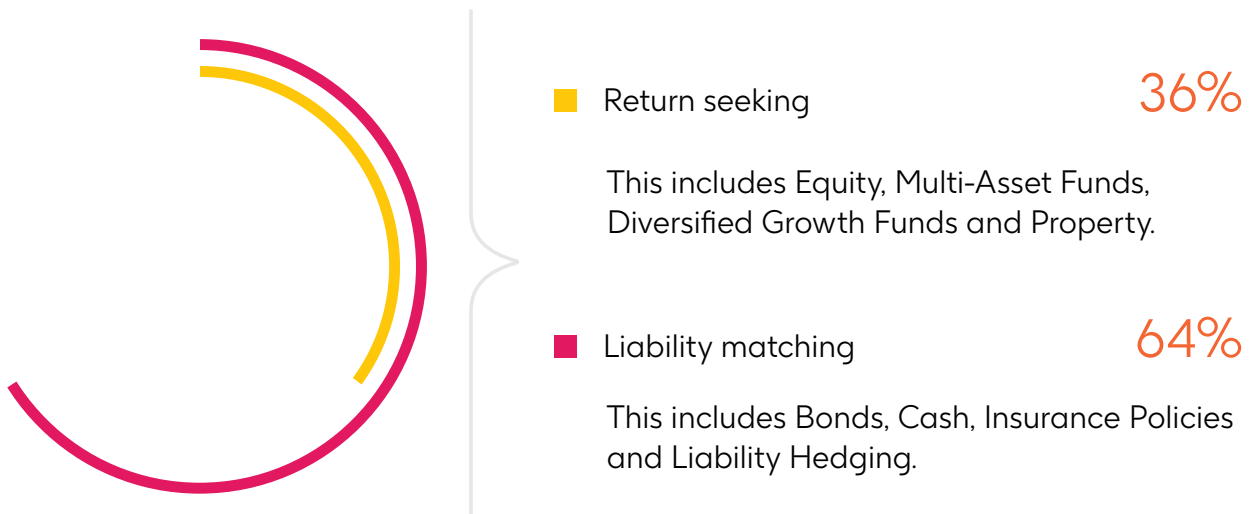 Return seeking 36%
This includes Equity, Multi-Asset Funds,
Diversified Growth Funds and Property.
Liability matching 64%
This includes Bonds, Cash, Insurance Policies
and Liability Hedging.